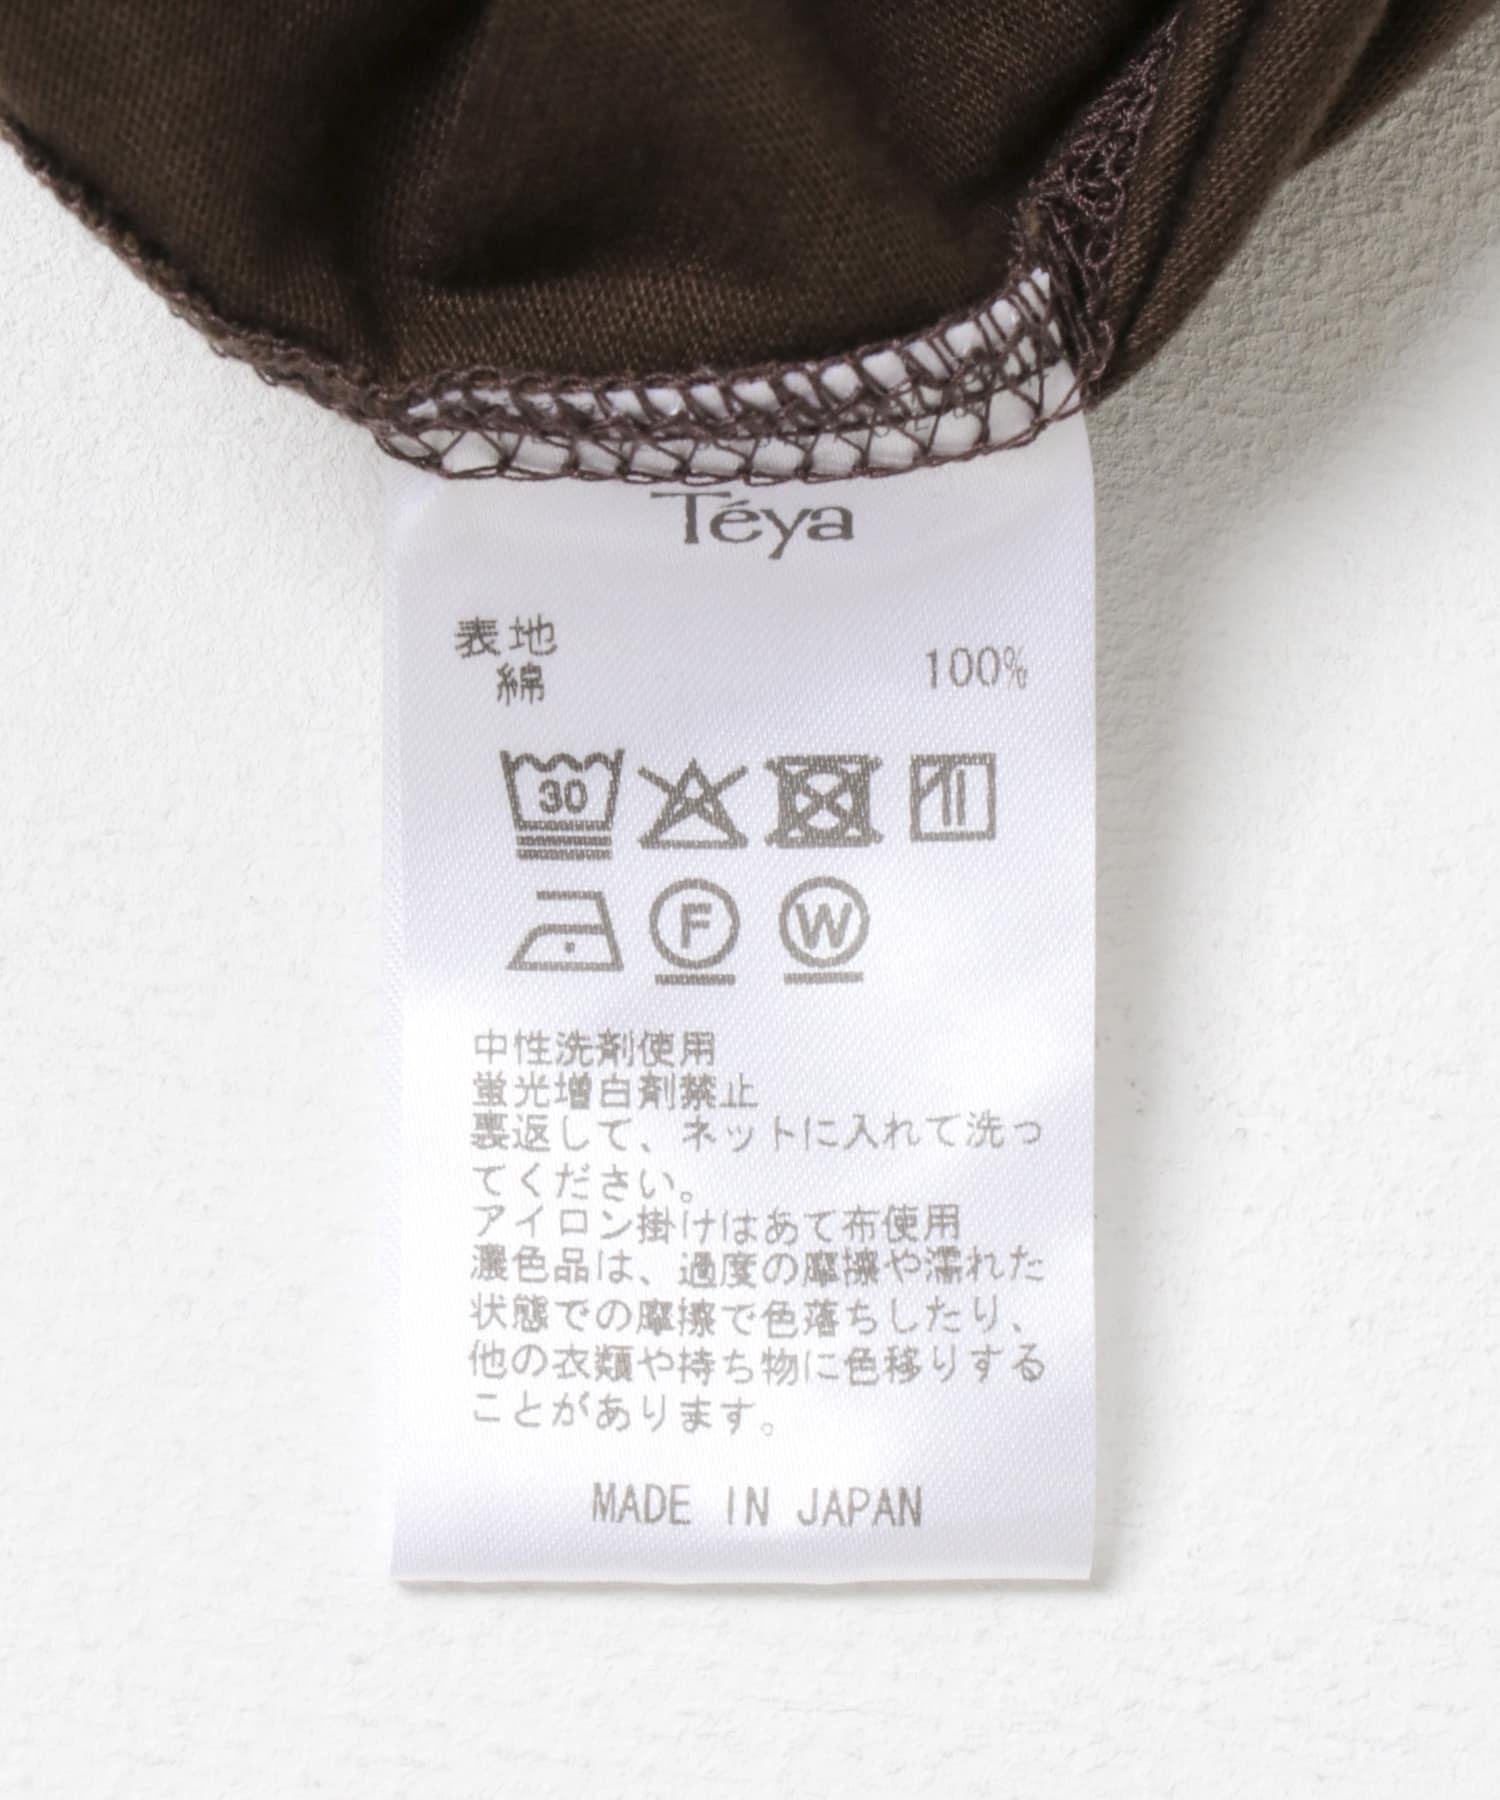 Téya
表地
綿 100%
30
F W
中性洗剤使用
蛍光増白剤禁止
裏返して、ネットに入れて洗っ
てください。
アイロン掛けはあて布使用
濃色品は、過度の摩擦や濡れた
状態での摩擦で色落ちしたり、
他の衣類や持ち物に色移りする
ことがあります。
MADE IN JAPAN